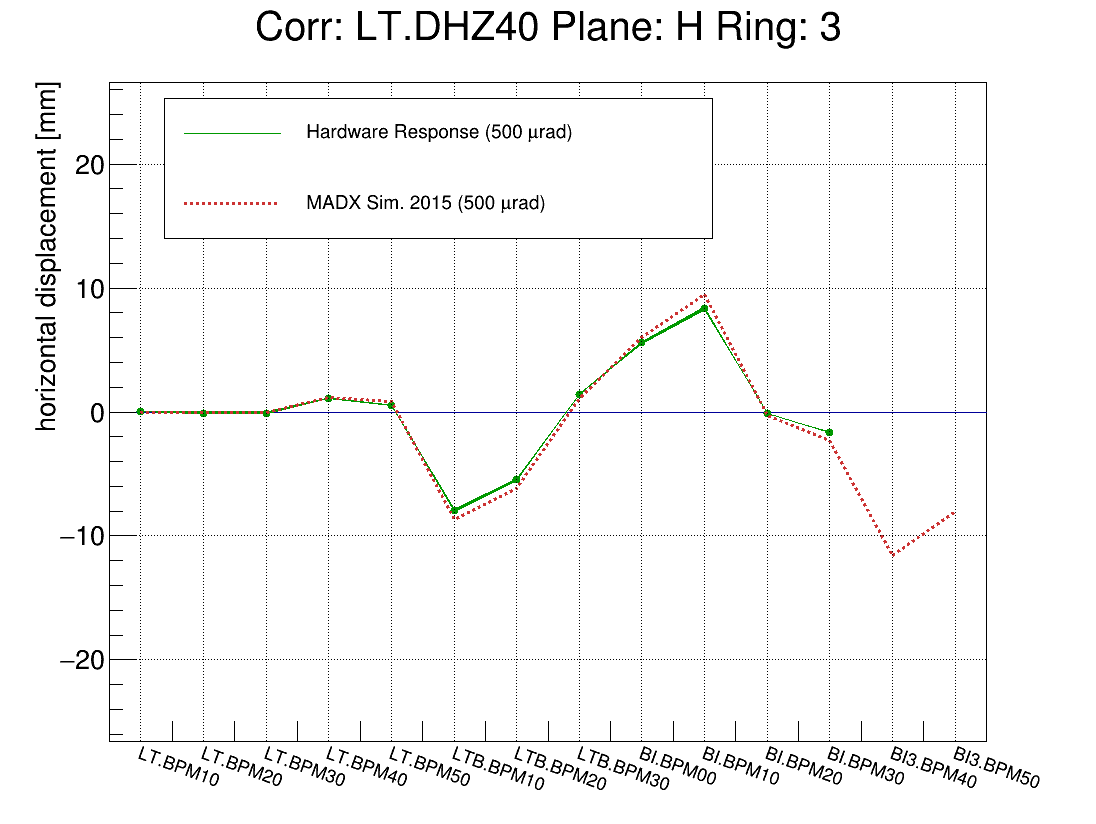 Corr: LT.DHZ40 Plane: H Ring: 3
horizontal displacement [mm]
Hardware Response (500 μrad)
MADX Sim. 2015 (500 μrad)
20
10
0
−10
−20
LT.BPM10
LT.BPM20
LT.BPM30
LT.BPM40
LT.BPM50
LTB.BPM10
LTB.BPM20
LTB.BPM30
BI.BPM00
BI.BPM10
BI.BPM20
BI.BPM30
BI3.BPM40
BI3.BPM50